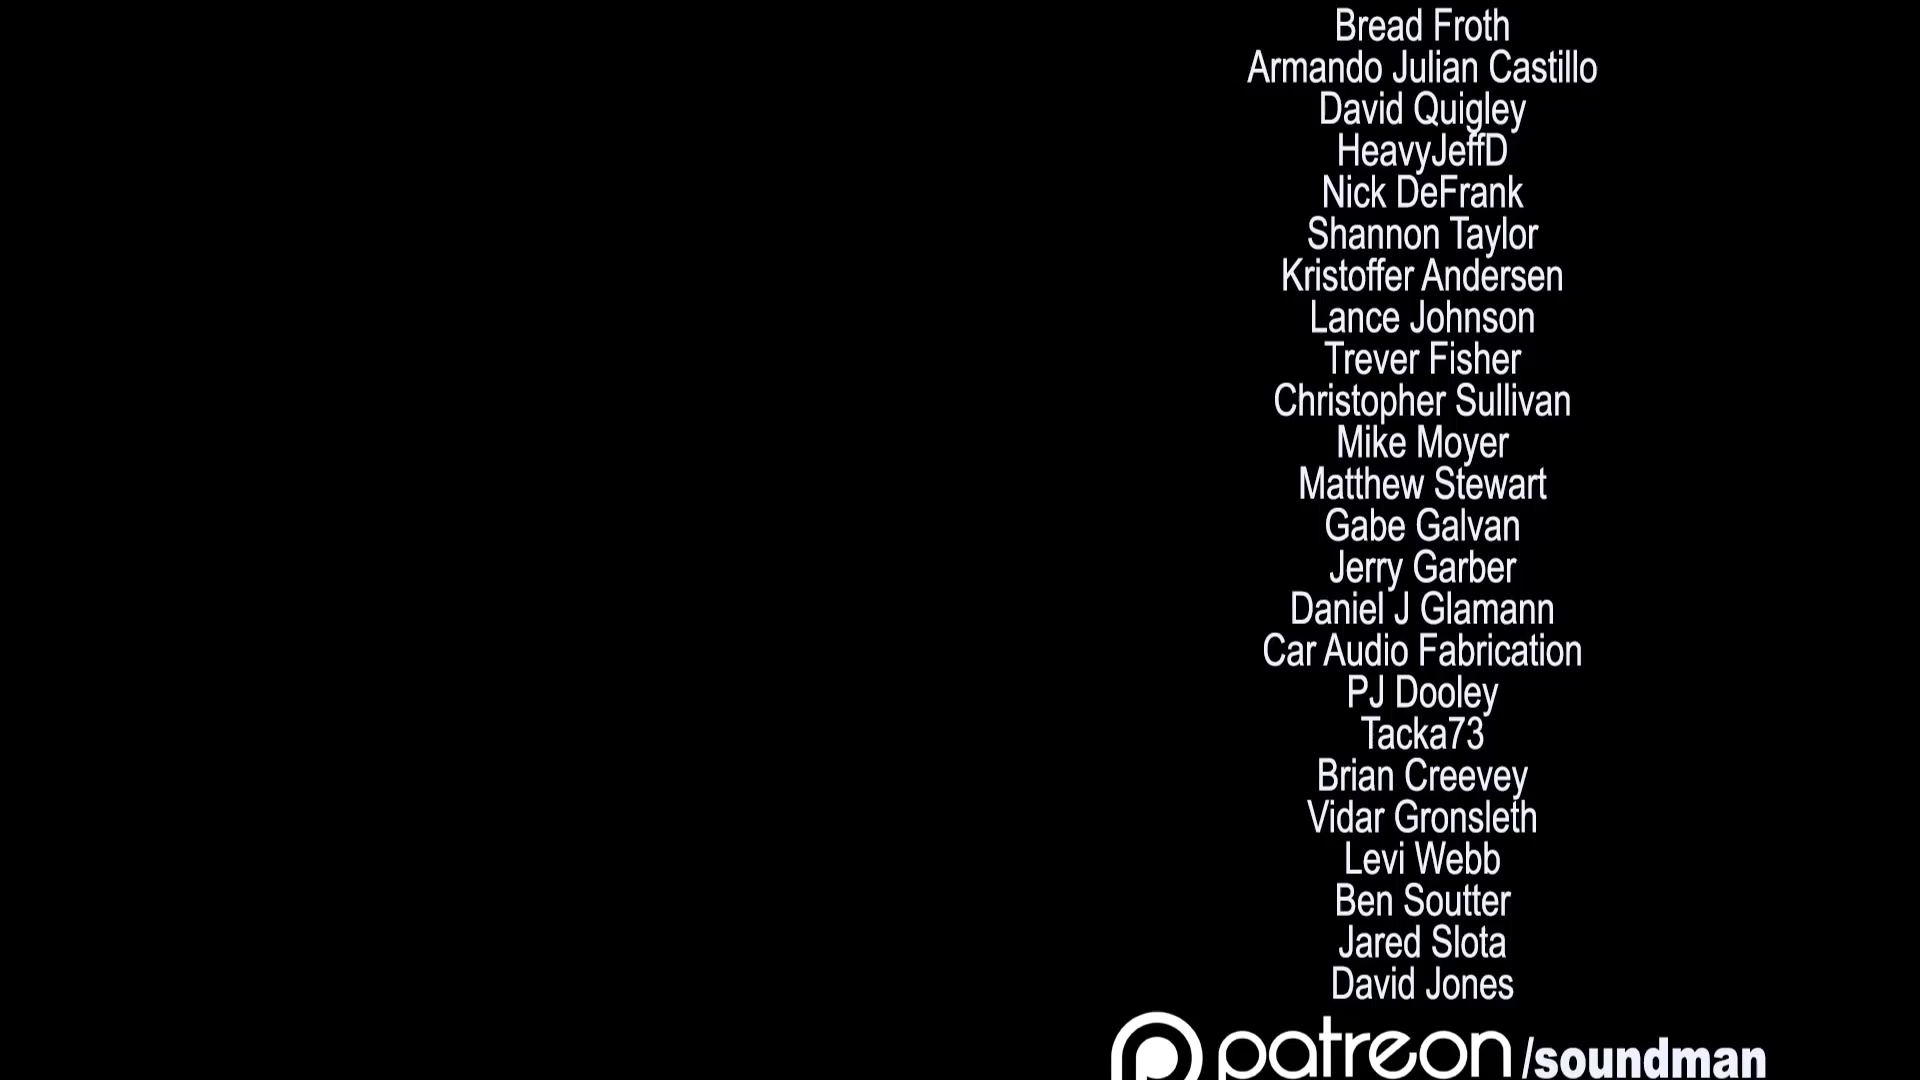 Bread Froth
Armando Julian Castillo
David Quigley
HeavyJeffD
Nick DeFrank
Shannon Taylor
Kristoffer Andersen
Lance Johnson
Trever Fisher
Christopher Sullivan
Mike Moyer
Matthew Stewart
Gabe Galvan
Jerry Garber
Daniel J Glamann
Car Audio Fabrication
PJ Dooley
Tacka73
Brian Creevey
Vidar Gronsleth
Levi Webb
Ben Soutter
Jared Slota
David Jones
patreon/soundman